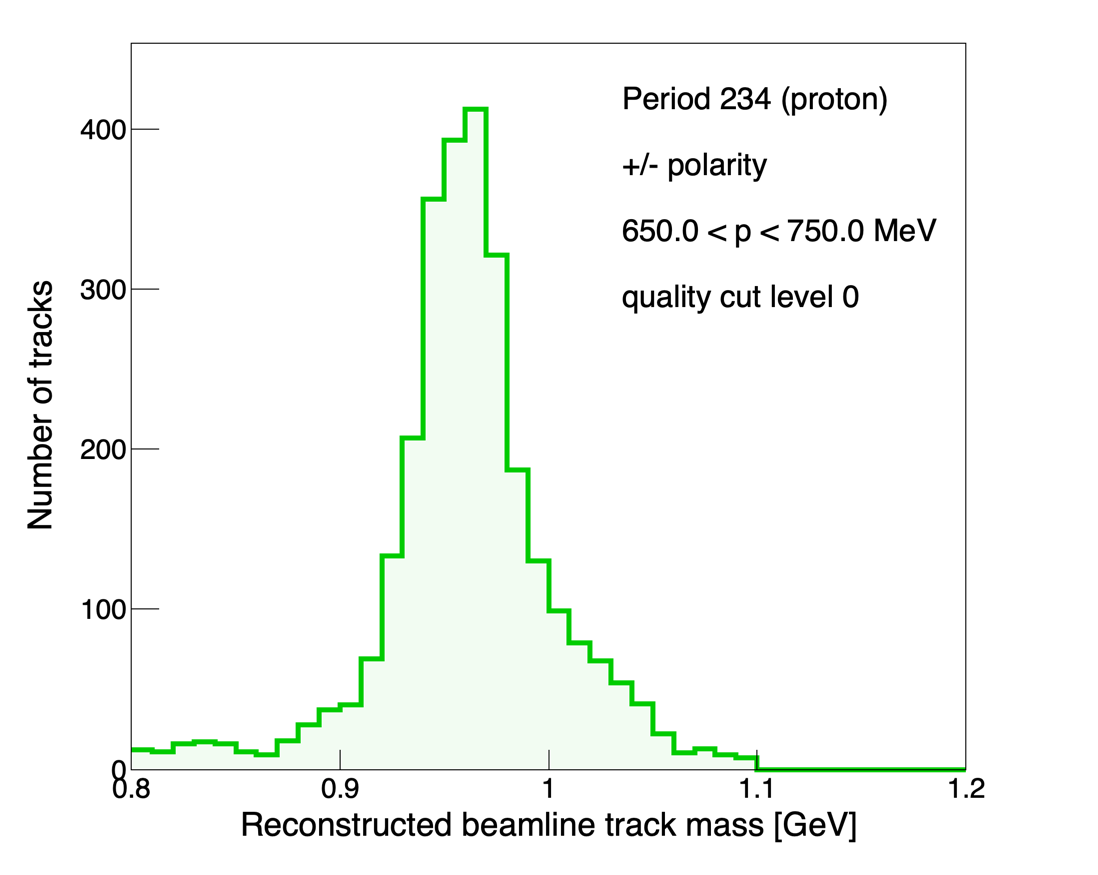 Period 234 (proton)
+/- polarity
650.0 < p < 750.0 MeV
quality cut level 0
400
300
200
100
0
Number of tracks
0.8
0.9
1
1.1
1.2
Reconstructed beamline track mass [GeV]